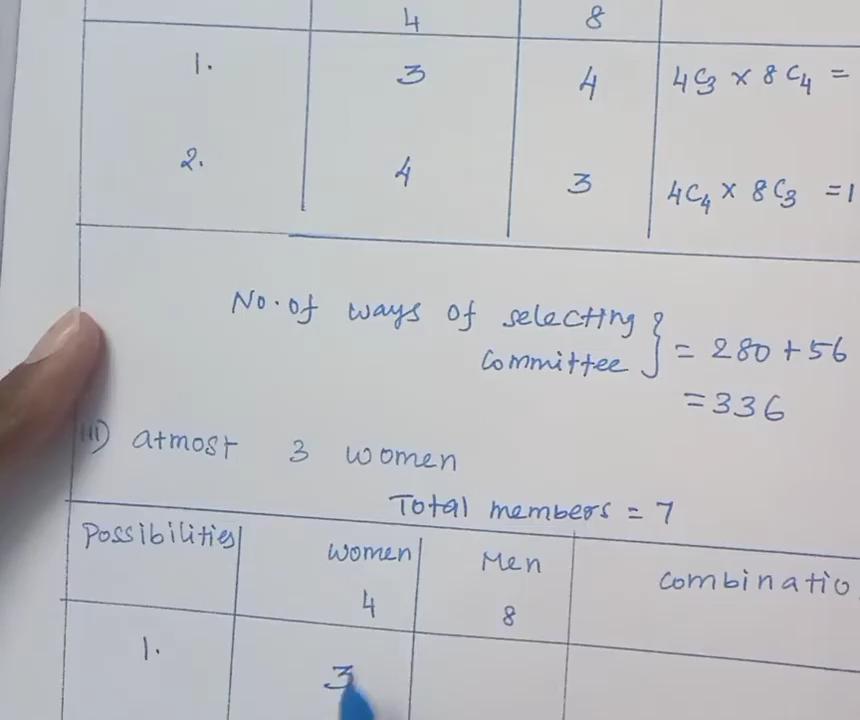 4 8
1. 3 4 4C3 × 8C4 =
2. 4 3 4C4 × 8C3 = 1
No. of ways of selecting
committee } = 280 + 56
= 336
iii) atmost 3 women
Total members = 7
Possibilities women Men combinatio
4 8
1. 3